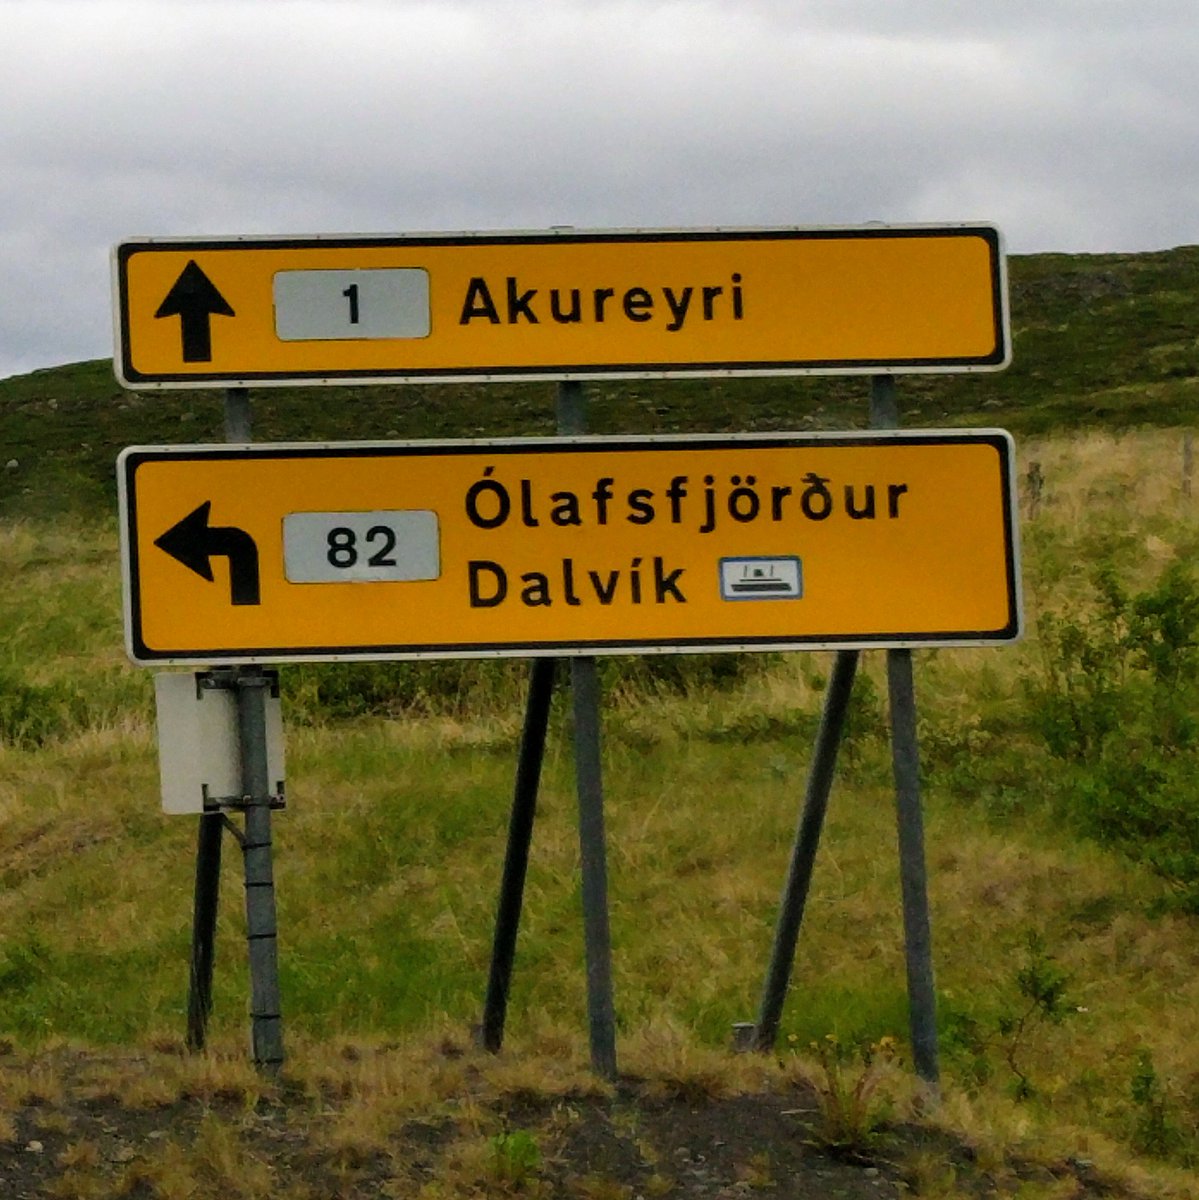 1 Akureyri
82 Ólafsfjörður
Dalvík